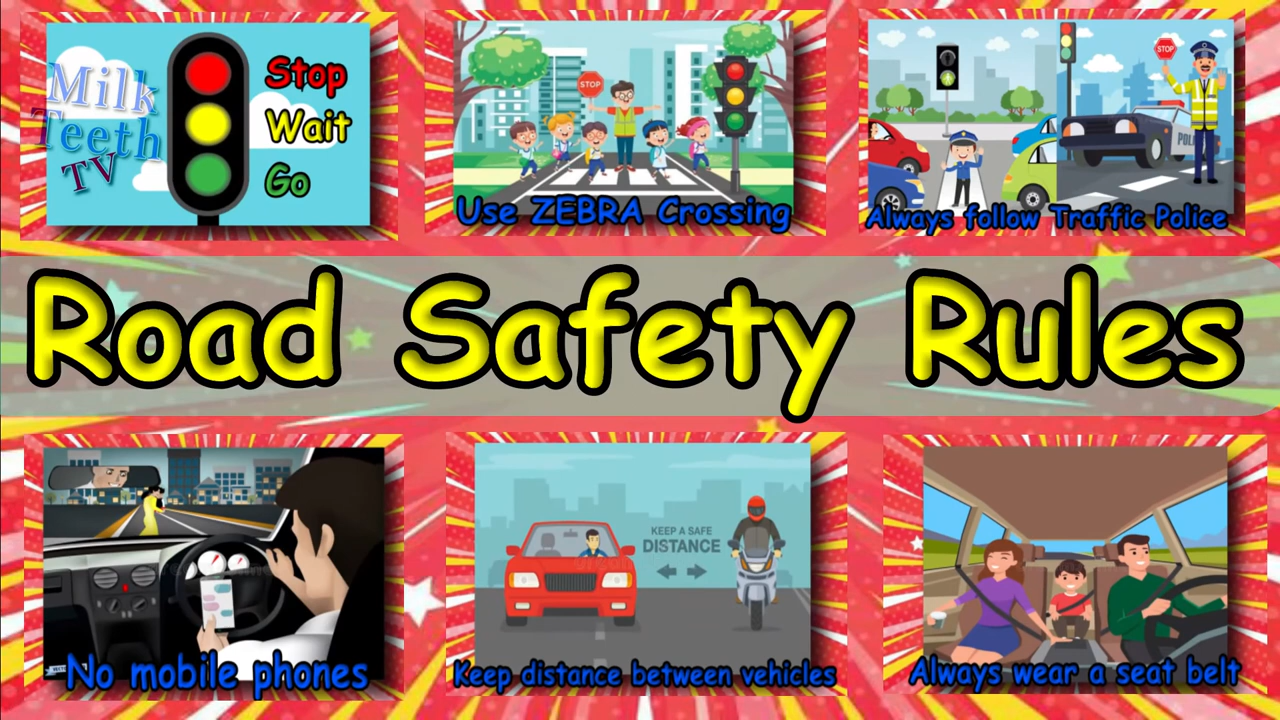 Milk
Teeth
TV
Stop
Wait
Go
STOP
Use ZEBRA Crossing
STOP
POLI
Always follow Traffic Police
Road Safety Rules
No mobile phones
KEEP A SAFE
DISTANCE
Keep distance between vehicles
Always wear a seat belt